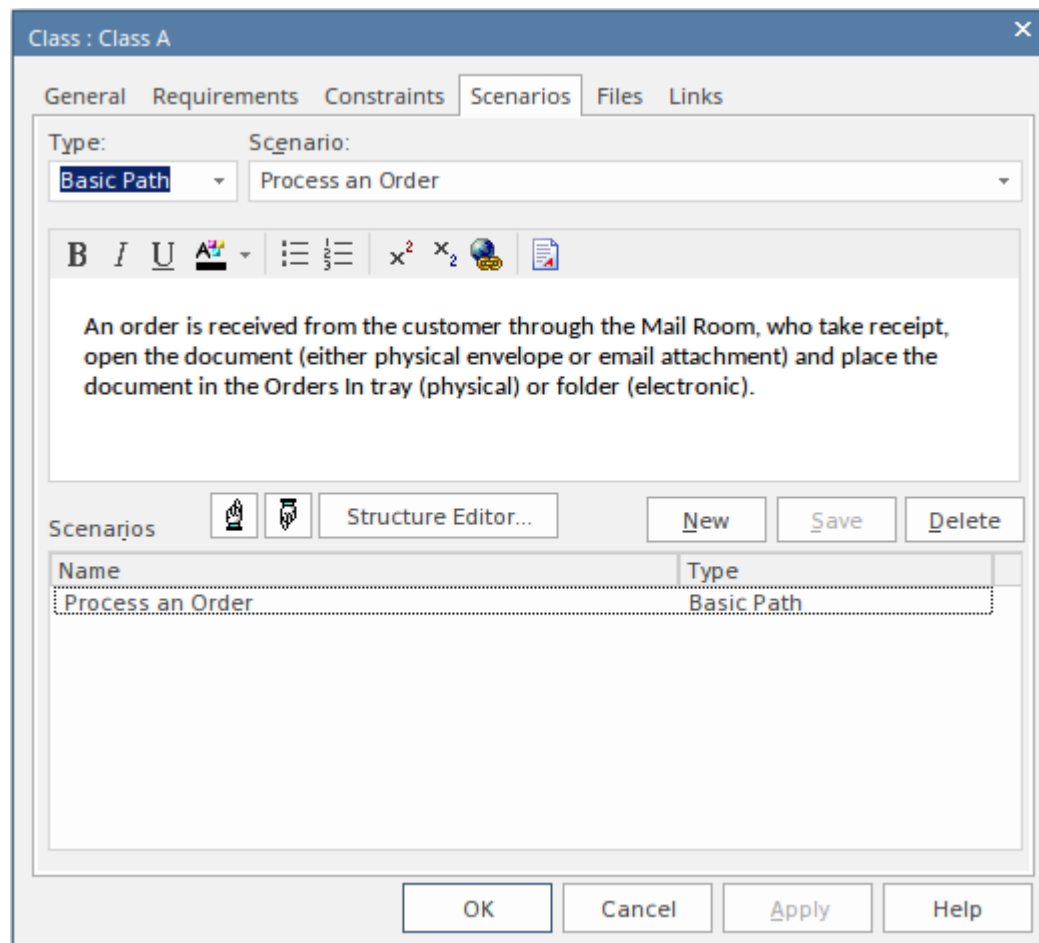 Class : Class A
General Requirements Constraints Scenarios Files Links
Type: Scenario:
Basic Path Process an Order
B I U A x² x₂
An order is received from the customer through the Mail Room, who take receipt,
open the document (either physical envelope or email attachment) and place the
document in the Orders In tray (physical) or folder (electronic).
Scenarios Structure Editor... New Save Delete
Name Type
Process an Order Basic Path
OK Cancel Apply Help